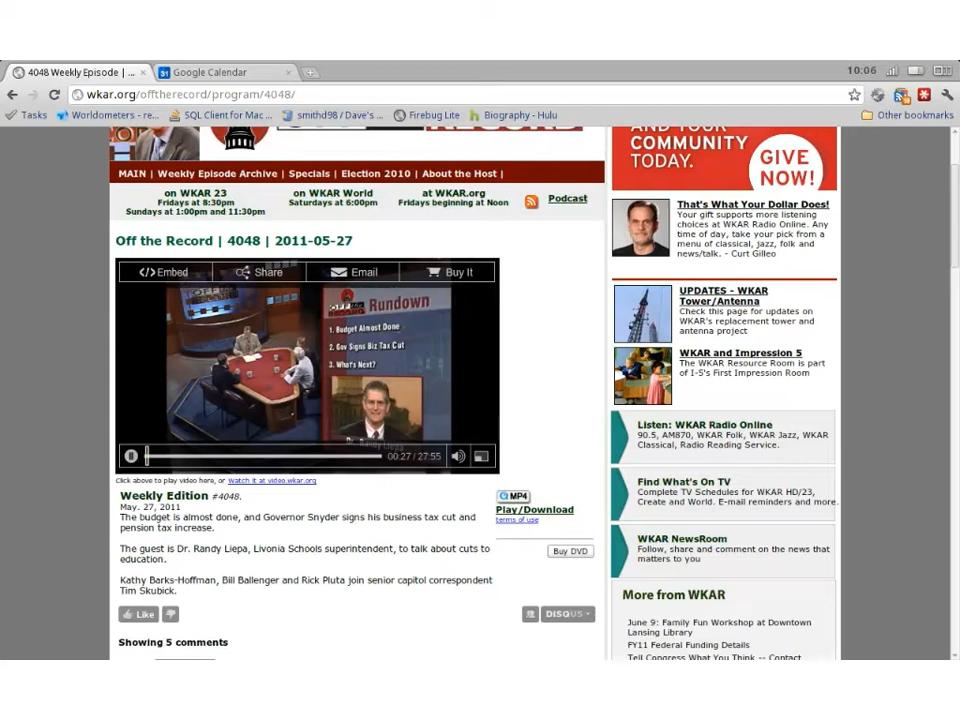 4048 Weekly Episode | ...
Google Calendar
10:06
wkar.org/offtherecord/program/4048/
Tasks
Worldometers - re...
SQL Client for Mac ...
smithd98 / Dave's ...
Firebug Lite
Biography - Hulu
Other bookmarks
AND YOUR
COMMUNITY
TODAY.
GIVE
NOW!
MAIN | Weekly Episode Archive | Specials | Election 2010 | About the Host |
on WKAR 23
Fridays at 8:30pm
Sundays at 1:00pm and 11:30pm
on WKAR World
Saturdays at 6:00pm
at WKAR.org
Fridays beginning at Noon
Podcast
Off the Record | 4048 | 2011-05-27
Embed
Share
Email
Buy It
Rundown
1. Budget Almost Done
2. Gov Signs Biz Tax Cut
3. What's Next?
Dr. Randy Liepa
00:27 / 27:55
Click above to play video here, or Watch it at video.wkar.org
Weekly Edition #4048.
May. 27, 2011
The budget is almost done, and Governor Snyder signs his business tax cut and
pension tax increase.
The guest is Dr. Randy Liepa, Livonia Schools superintendent, to talk about cuts to
education.
Kathy Barks-Hoffman, Bill Ballenger and Rick Pluta join senior capitol correspondent
Tim Skubick.
MP4
Play/Download
terms of use
Buy DVD
Like
DISQUS
Showing 5 comments
That's What Your Dollar Does!
Your gift supports more listening
choices at WKAR Radio Online. Any
time of day, take your pick from a
menu of classical, jazz, folk and
news/talk. - Curt Gilleo
UPDATES - WKAR
Tower/Antenna
Check this page for updates on
WKAR's replacement tower and
antenna project
WKAR and Impression 5
The WKAR Resource Room is part
of I-5's First Impression Room
Listen: WKAR Radio Online
90.5, AM870, WKAR Folk, WKAR Jazz, WKAR
Classical, Radio Reading Service.
Find What's On TV
Complete TV Schedules for WKAR HD/23,
Create and World. E-mail reminders and more.
WKAR NewsRoom
Follow, share and comment on the news that
matters to you
More from WKAR
June 9: Family Fun Workshop at Downtown
Lansing Library
FY11 Federal Funding Details
Tell Congress What You Think -- Contact